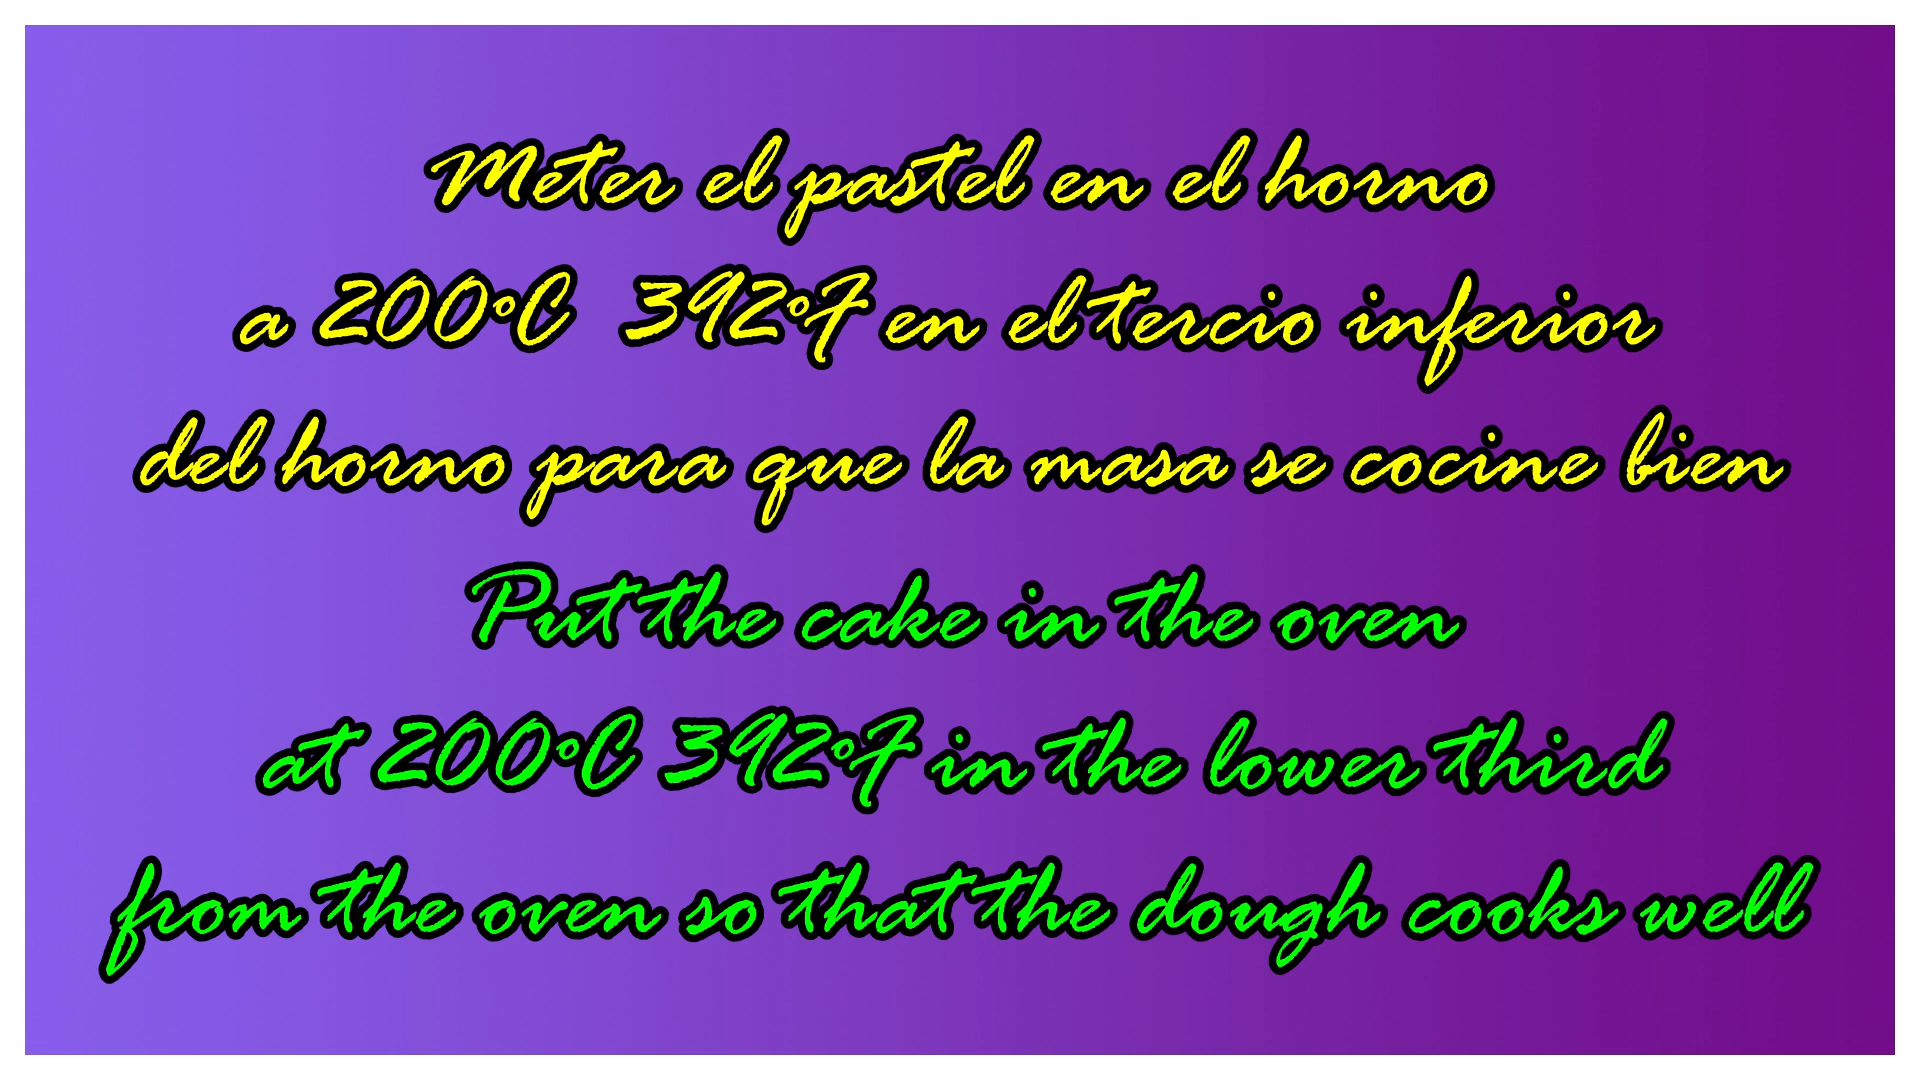 Meter el pastel en el horno
a 200°C 392°F en el tercio inferior
del horno para que la masa se cocine bien
Put the cake in the oven
at 200°C 392°F in the lower third
from the oven so that the dough cooks well